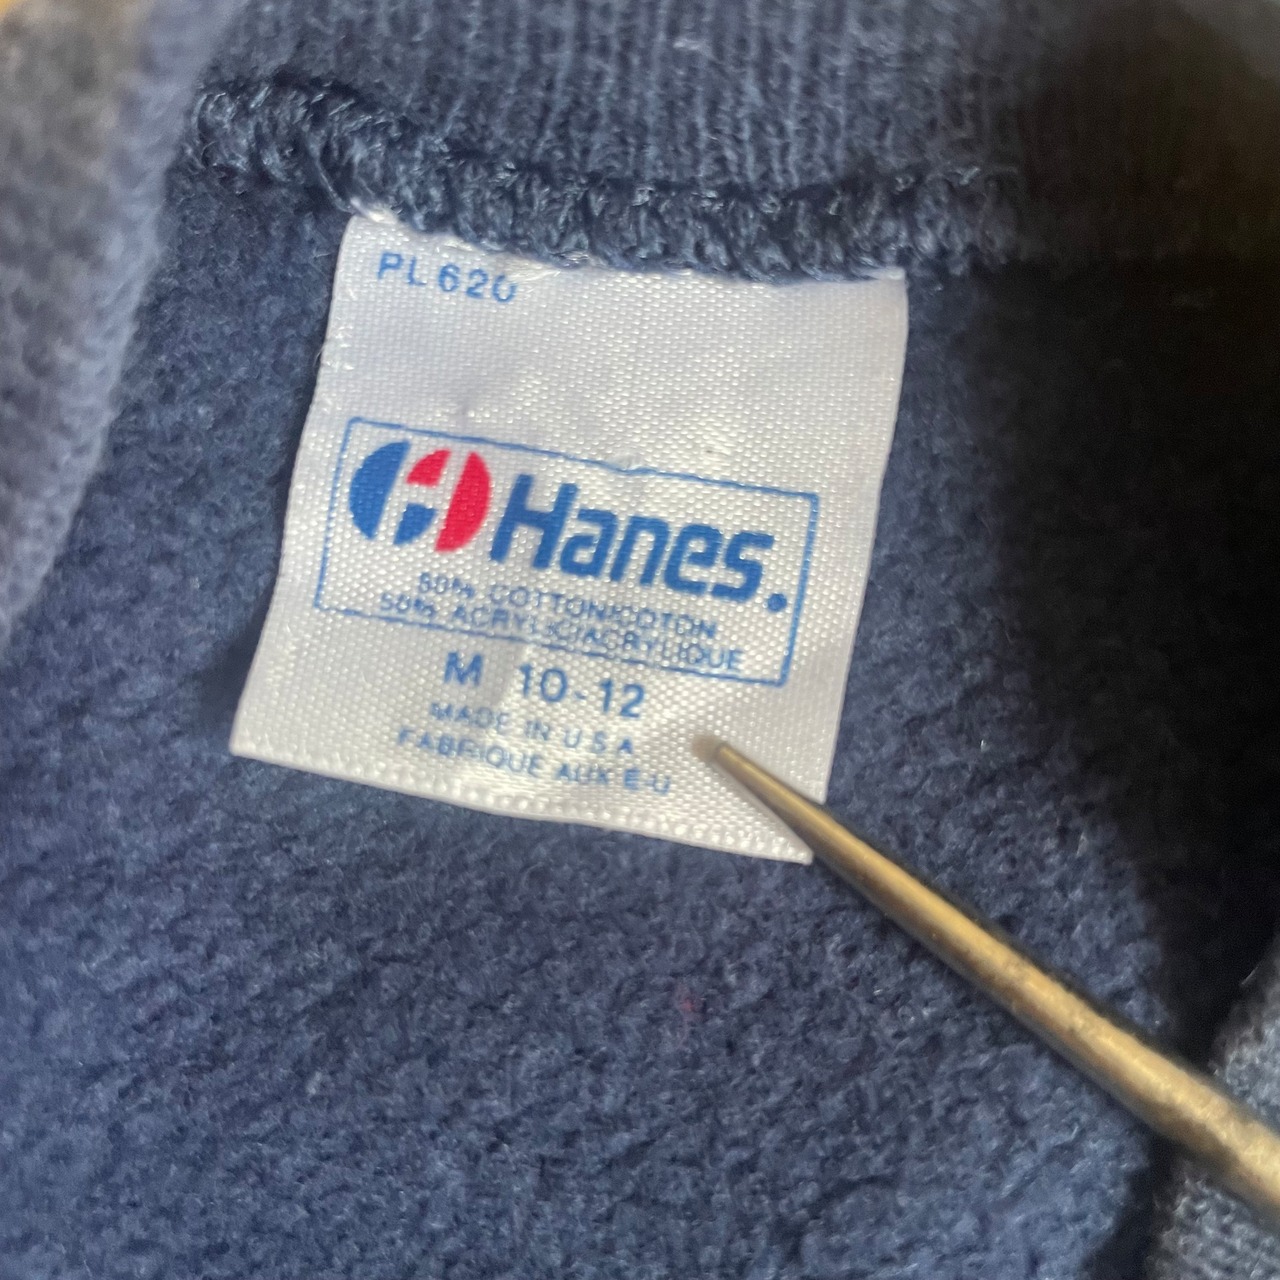 PL 620
Hanes.
50% COTTON/COTON
50% ACRYLIC/ACRYLIQUE
M 10-12
MADE IN U S A
FABRIQUE AUX E-U